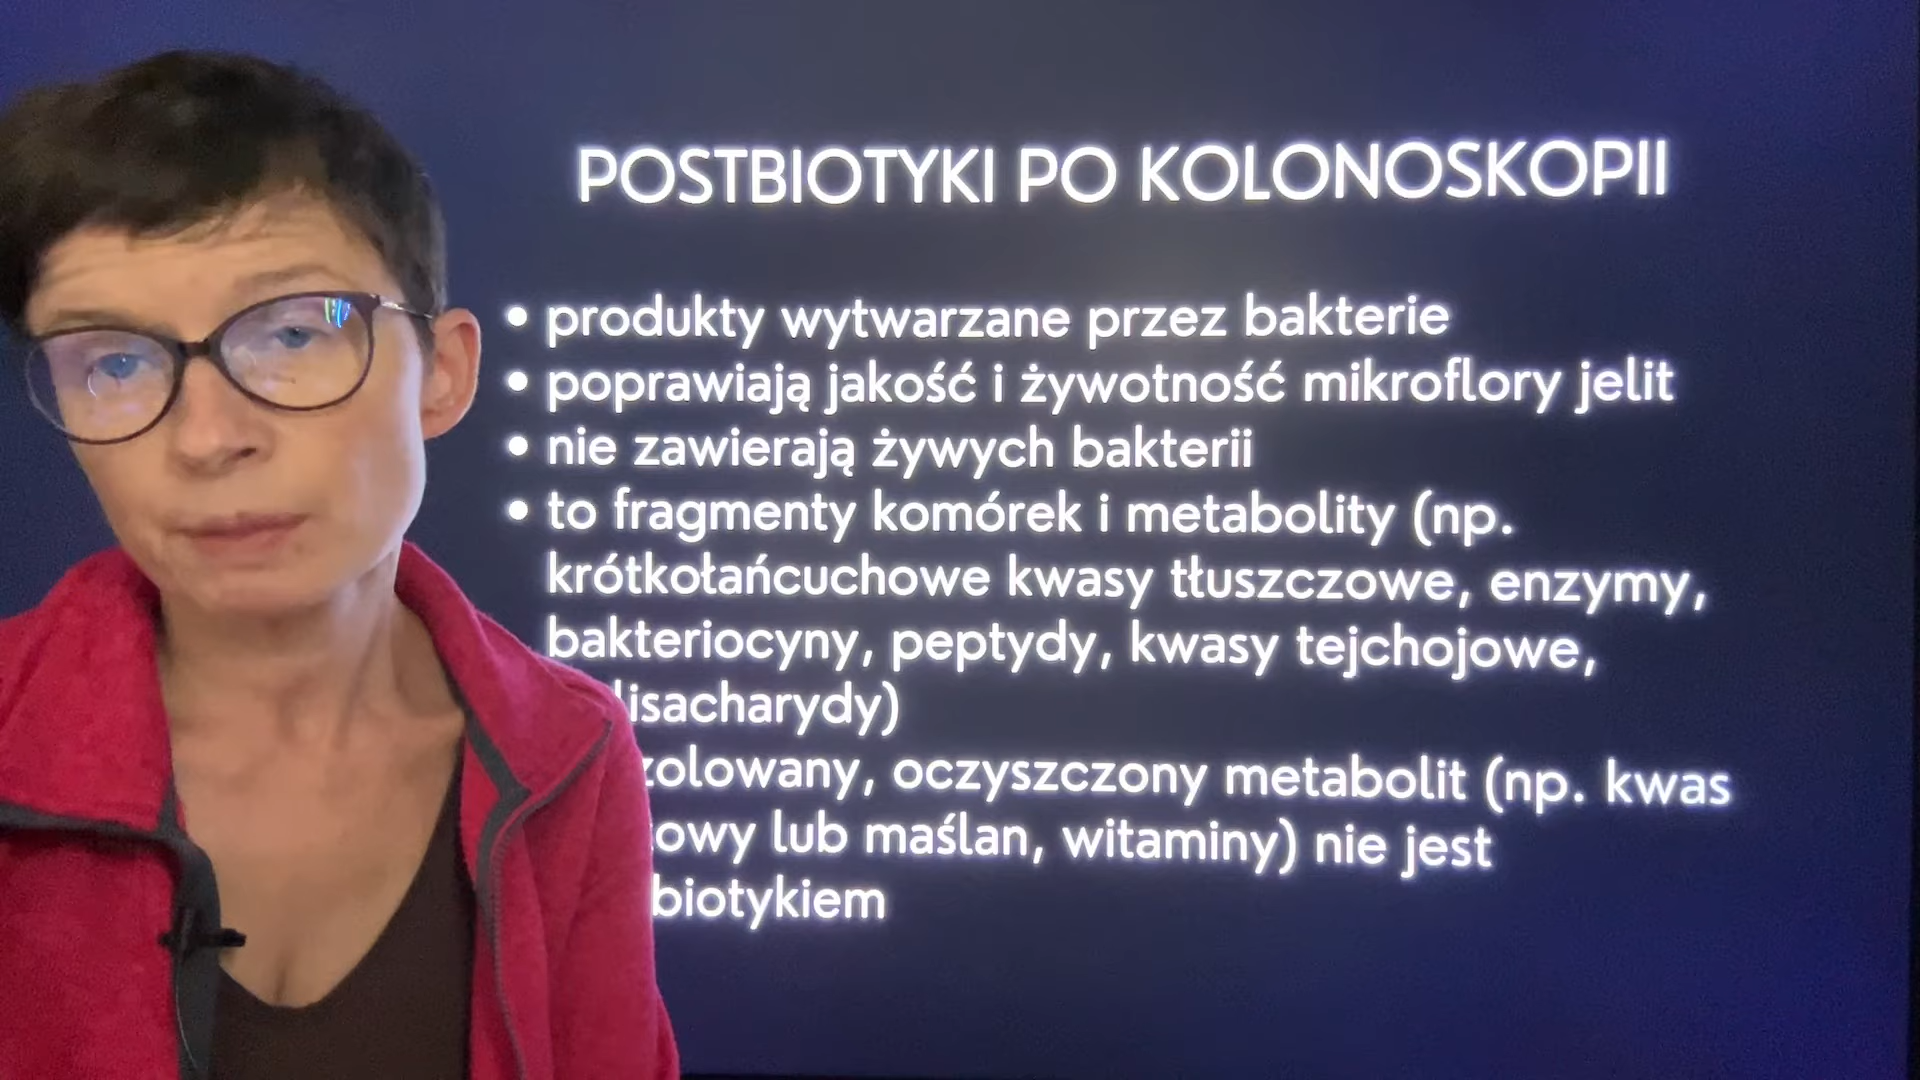 POSTBIOTYKI PO KOLONOSKOPII
• produkty wytwarzane przez bakterie
• poprawiają jakość i żywotność mikroflory jelit
• nie zawierają żywych bakterii
• to fragmenty komórek i metabolity (np.
krótkołańcuchowe kwasy tłuszczowe, enzymy,
bakteriocyny, peptydy, kwasy tejchojowe,
lisacharydy)
zolowany, oczyszczony metabolit (np. kwas
owy lub maślan, witaminy) nie jest
biotykiem